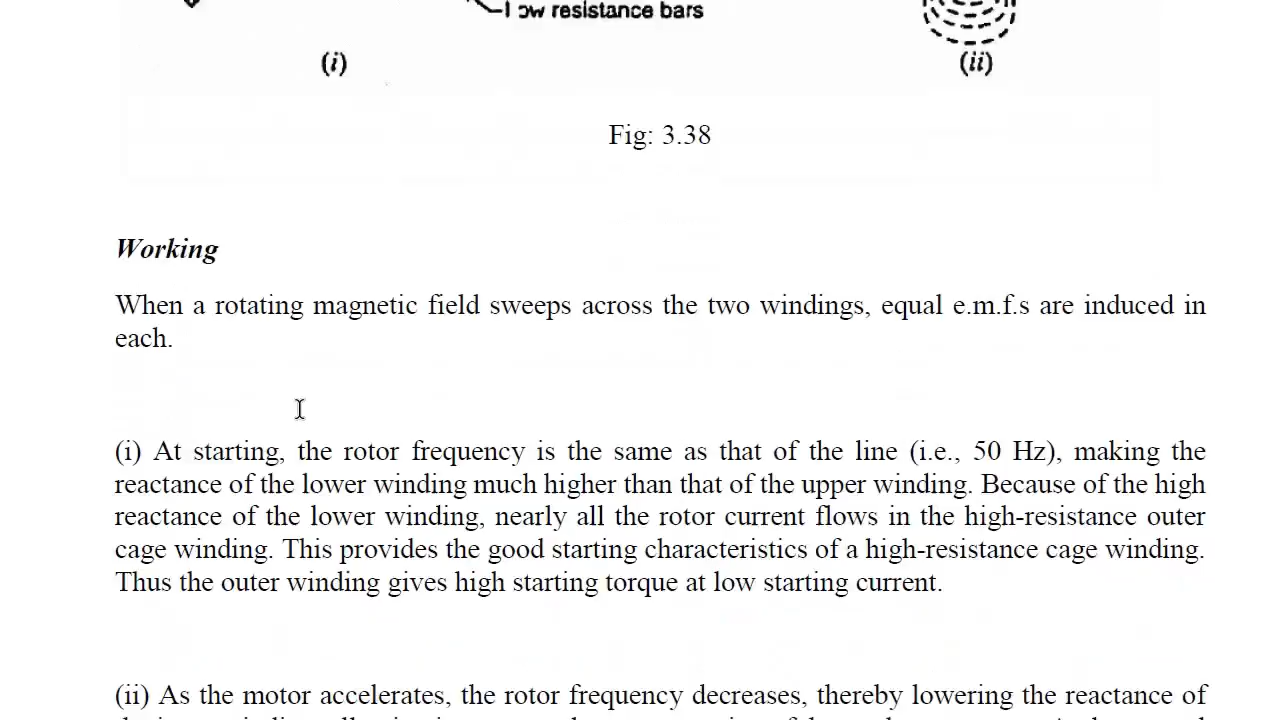 Low resistance bars
(i)
(ii)
Fig: 3.38
Working
When a rotating magnetic field sweeps across the two windings, equal e.m.f.s are induced in
each.
(i) At starting, the rotor frequency is the same as that of the line (i.e., 50 Hz), making the
reactance of the lower winding much higher than that of the upper winding. Because of the high
reactance of the lower winding, nearly all the rotor current flows in the high-resistance outer
cage winding. This provides the good starting characteristics of a high-resistance cage winding.
Thus the outer winding gives high starting torque at low starting current.
(ii) As the motor accelerates, the rotor frequency decreases, thereby lowering the reactance of